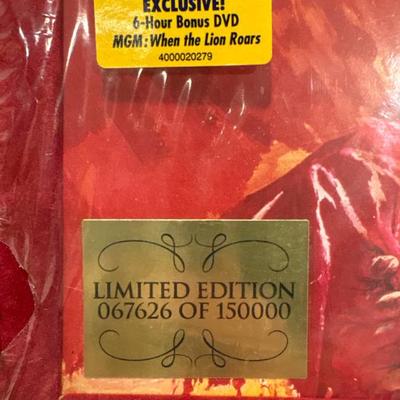 EXCLUSIVE!
6-Hour Bonus DVD
MGM: When the Lion Roars
4000020279
LIMITED EDITION
067626 OF 150000